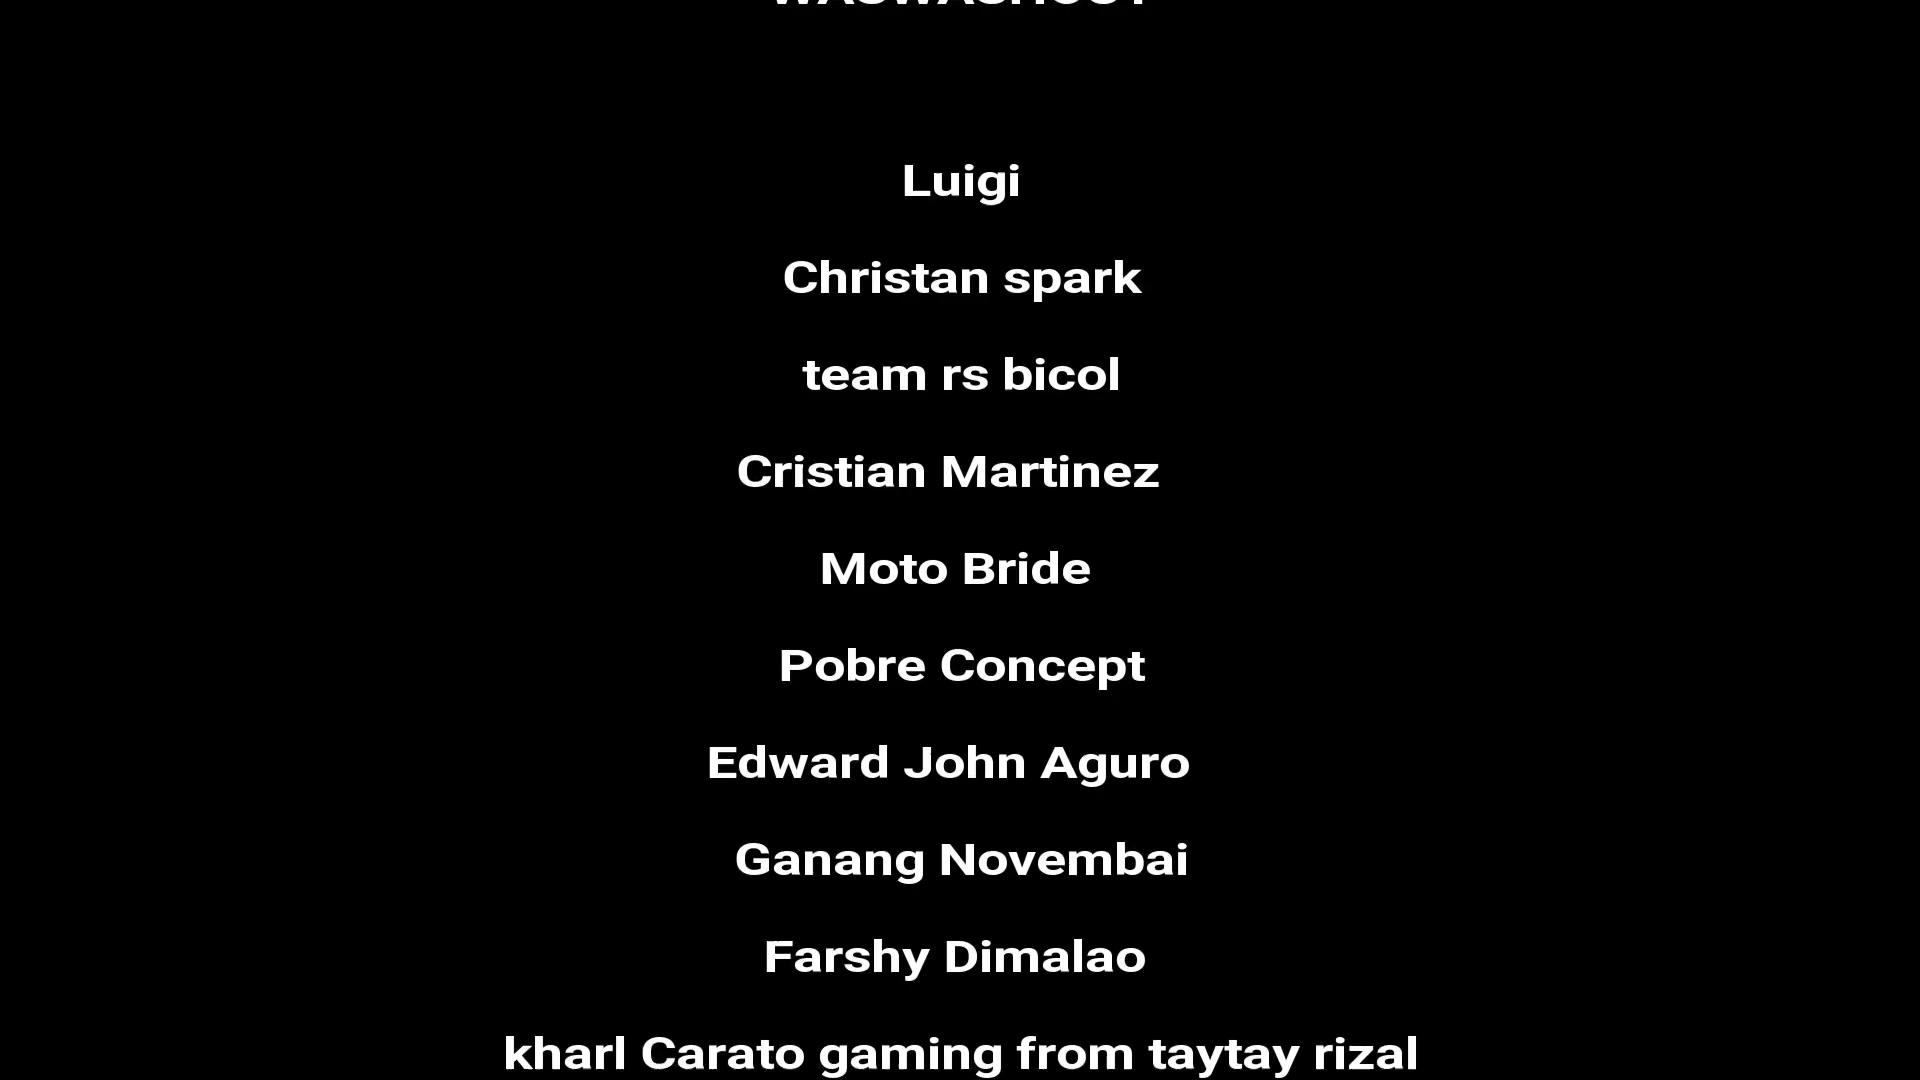 Luigi
Christan spark
team rs bicol
Cristian Martinez
Moto Bride
Pobre Concept
Edward John Aguro
Ganang Novembai
Farshy Dimalao
kharl Carato gaming from taytay rizal